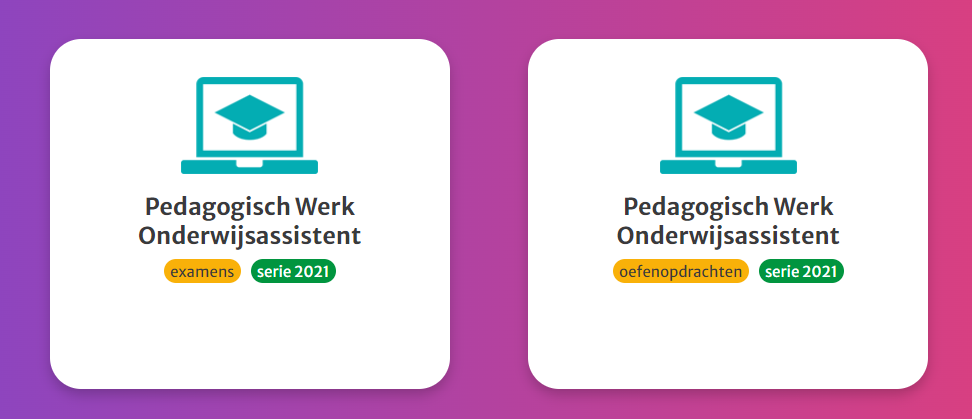 Pedagogisch Werk
Onderwijsassistent
examens serie 2021
Pedagogisch Werk
Onderwijsassistent
oefenopdrachten serie 2021